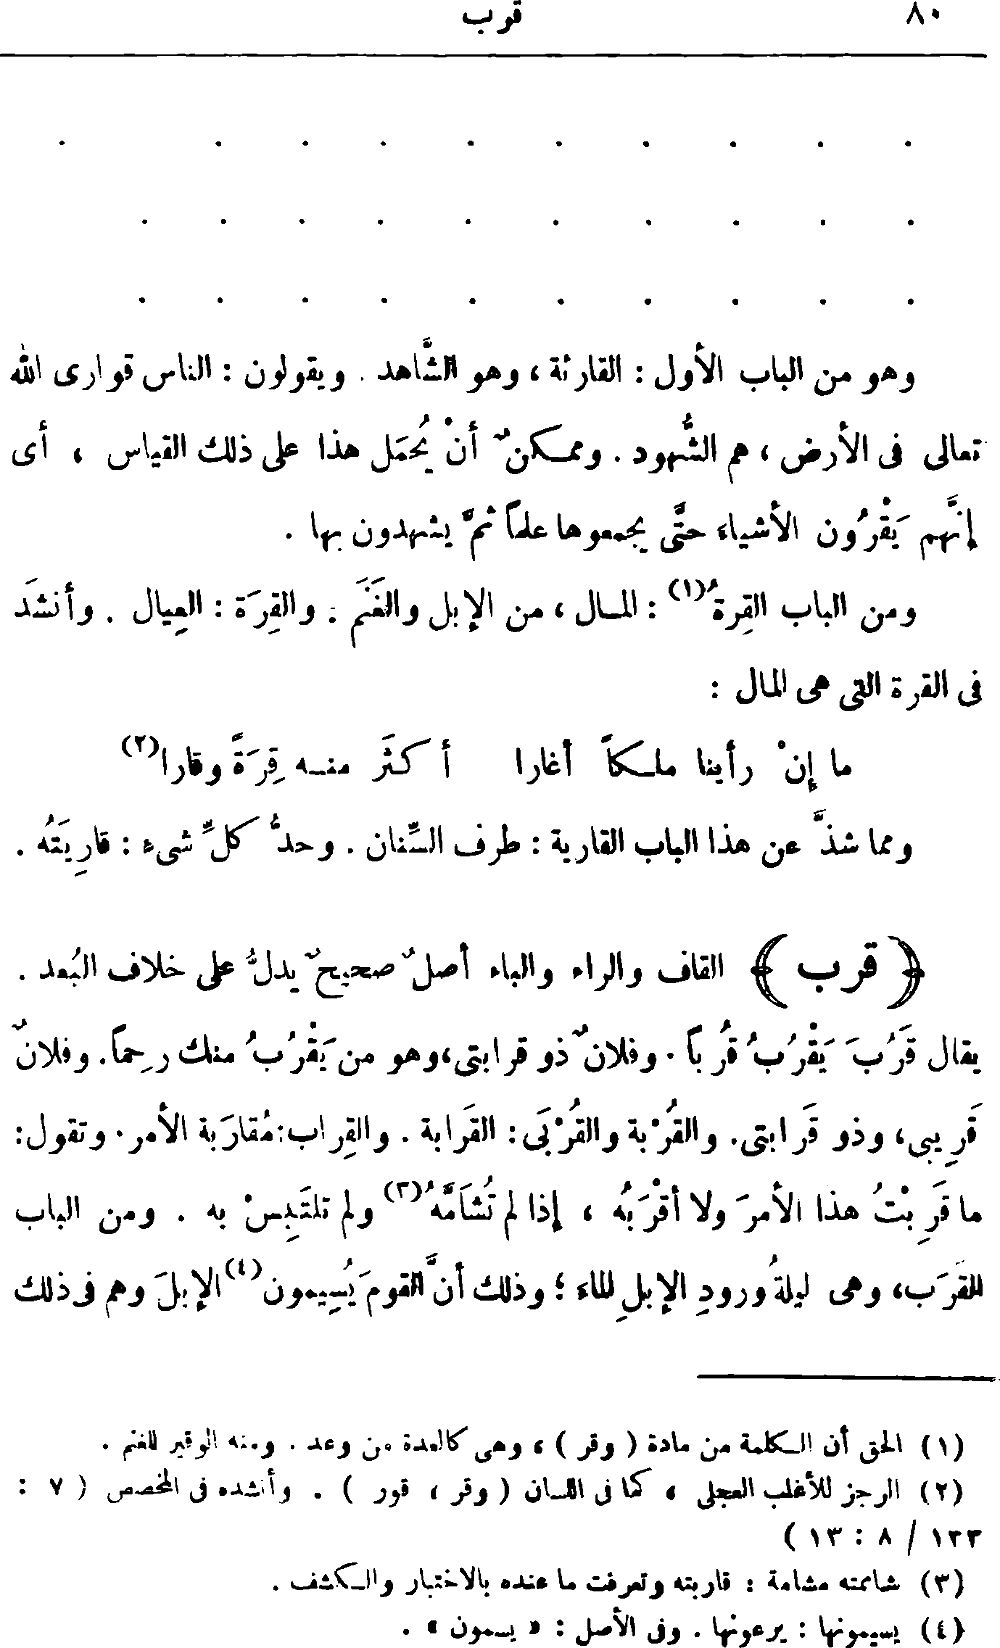 ٨٠ قرب
. . . . . . . . . .
. . . . . . . . . .
. . . . . . . . . .
وهو من الباب الأول : القارئة ، وهو الشَّاهد . ويقولون : الناس قوارى الله
تعالى فى الأرض ، هم الشُّهود . وممكنٌ أنْ يُحمَل هذا على ذلك القياس ، أى
إنَّهم يَقْرُون الأشياء حتَّى يجمعوها علماً ثمَّ يشهدون بها .
ومن الباب القِرةُ(١) : المال ، من الإبل والغَنَم . والقِرَة : العِيال . وأنشَد
فى القرة التى هى المال :
ما إِنْ رأينا ملكاً أغارا أكثَرَ منه قِرَةً وقارا(٢)
ومما شذَّ عن هذا الباب القارية : طرف السِّنان . وحدُّ كلِّ شىءٍ : قارِيَتُه .
﴿ قرب ﴾ القاف والراء والباء أصلٌ صحيحٌ يدلُّ على خلاف البُعد .
يقال قَرُبَ يَقْرُبُ قُرباً . وفلانٌ ذو قرابتى ، وهو من يَقْرُبُ منك رحِماً . وفلانٌ
قَرِيبى ، وذو قَرابتى . والقُرْبة والقُرْبَى : القَرابة . والقِراب : مُقارَبة الأمر . وتقول :
ما قَرِبْتُ هذا الأمرَ ولا أقْرَبُه ، إذا لم تُشَامَّهُ(٣) ولم تلتَبِسْ به . ومن الباب
القَرَب ، وهى ليلةُ ورودِ الإبلِ الماء ؛ وذلك أنَّ القومَ يُسِيمون(٤) الإبلَ وهم فى ذلك
(١) الحق أن الكلمة من مادة ( وقر ) ، وهى كالعدة من وعد . ومنه الوقير للغنم .
(٢) الرجز للأغلب العجلى ، كما فى اللسان ( وقر ، قور ) . وأنشده فى المخصص ( ٧ :
١٢٣ / ٨ : ١٣ )
(٣) شاممته مشامة : قاربته وتعرفت ما عنده بالاختبار والكشف .
(٤) يسيمونها : يرعونها . وفى الأصل : « يسمون » .